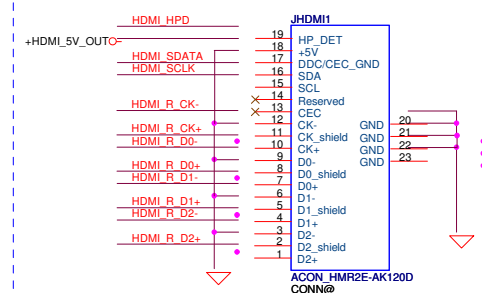 HDMI_HPD
JHDMI1
+HDMI_5V_OUT
19 HP_DET
18 +5V
HDMI_SDATA
17 DDC/CEC_GND
HDMI_SCLK
16 SDA
15 SCL
14 Reserved
HDMI_R_CK-
13 CEC
12 CK-
GND 20
HDMI_R_CK+
11 CK_shield
GND 21
HDMI_R_D0-
10 CK+
GND 22
9 D0-
GND 23
HDMI_R_D0+
8 D0_shield
HDMI_R_D1-
7 D0+
6 D1-
HDMI_R_D1+
5 D1_shield
HDMI_R_D2-
4 D1+
3 D2-
HDMI_R_D2+
2 D2_shield
1 D2+
ACON_HMR2E-AK120D
CONN@